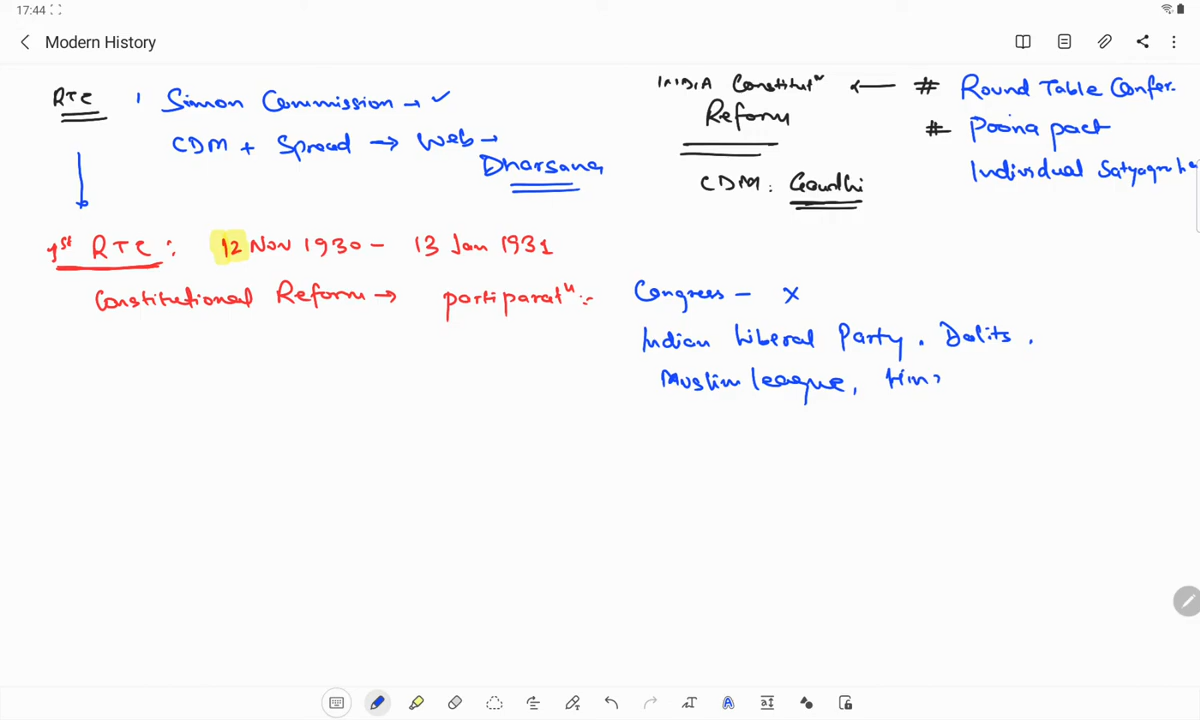 17:44
Modern History
RTC : Simon Commission → ✓
CDM + Spread → Web →
Dharsana
INDIA Constitutⁿ ← # Round Table Confer.
Reform
# Poona pact
Individual Satyagraha
CDM : Gandhi
1st RTC : 12 Nov 1930 - 13 Jan 1931
Constitutional Reform → partiparatⁿ :-
Congress - x
Indian Liberal Party . Dalits .
Muslim league, Hin